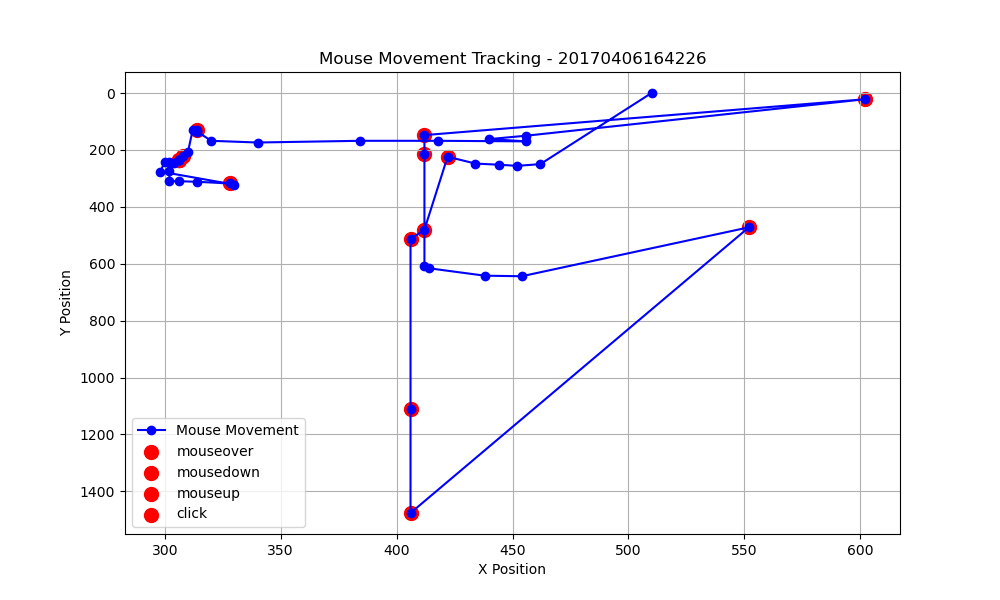 Mouse Movement Tracking - 20170406164226
0
200
400
600
800
1000
1200
1400
Y Position
Mouse Movement
mouseover
mousedown
mouseup
click
300 350 400 450 500 550 600
X Position